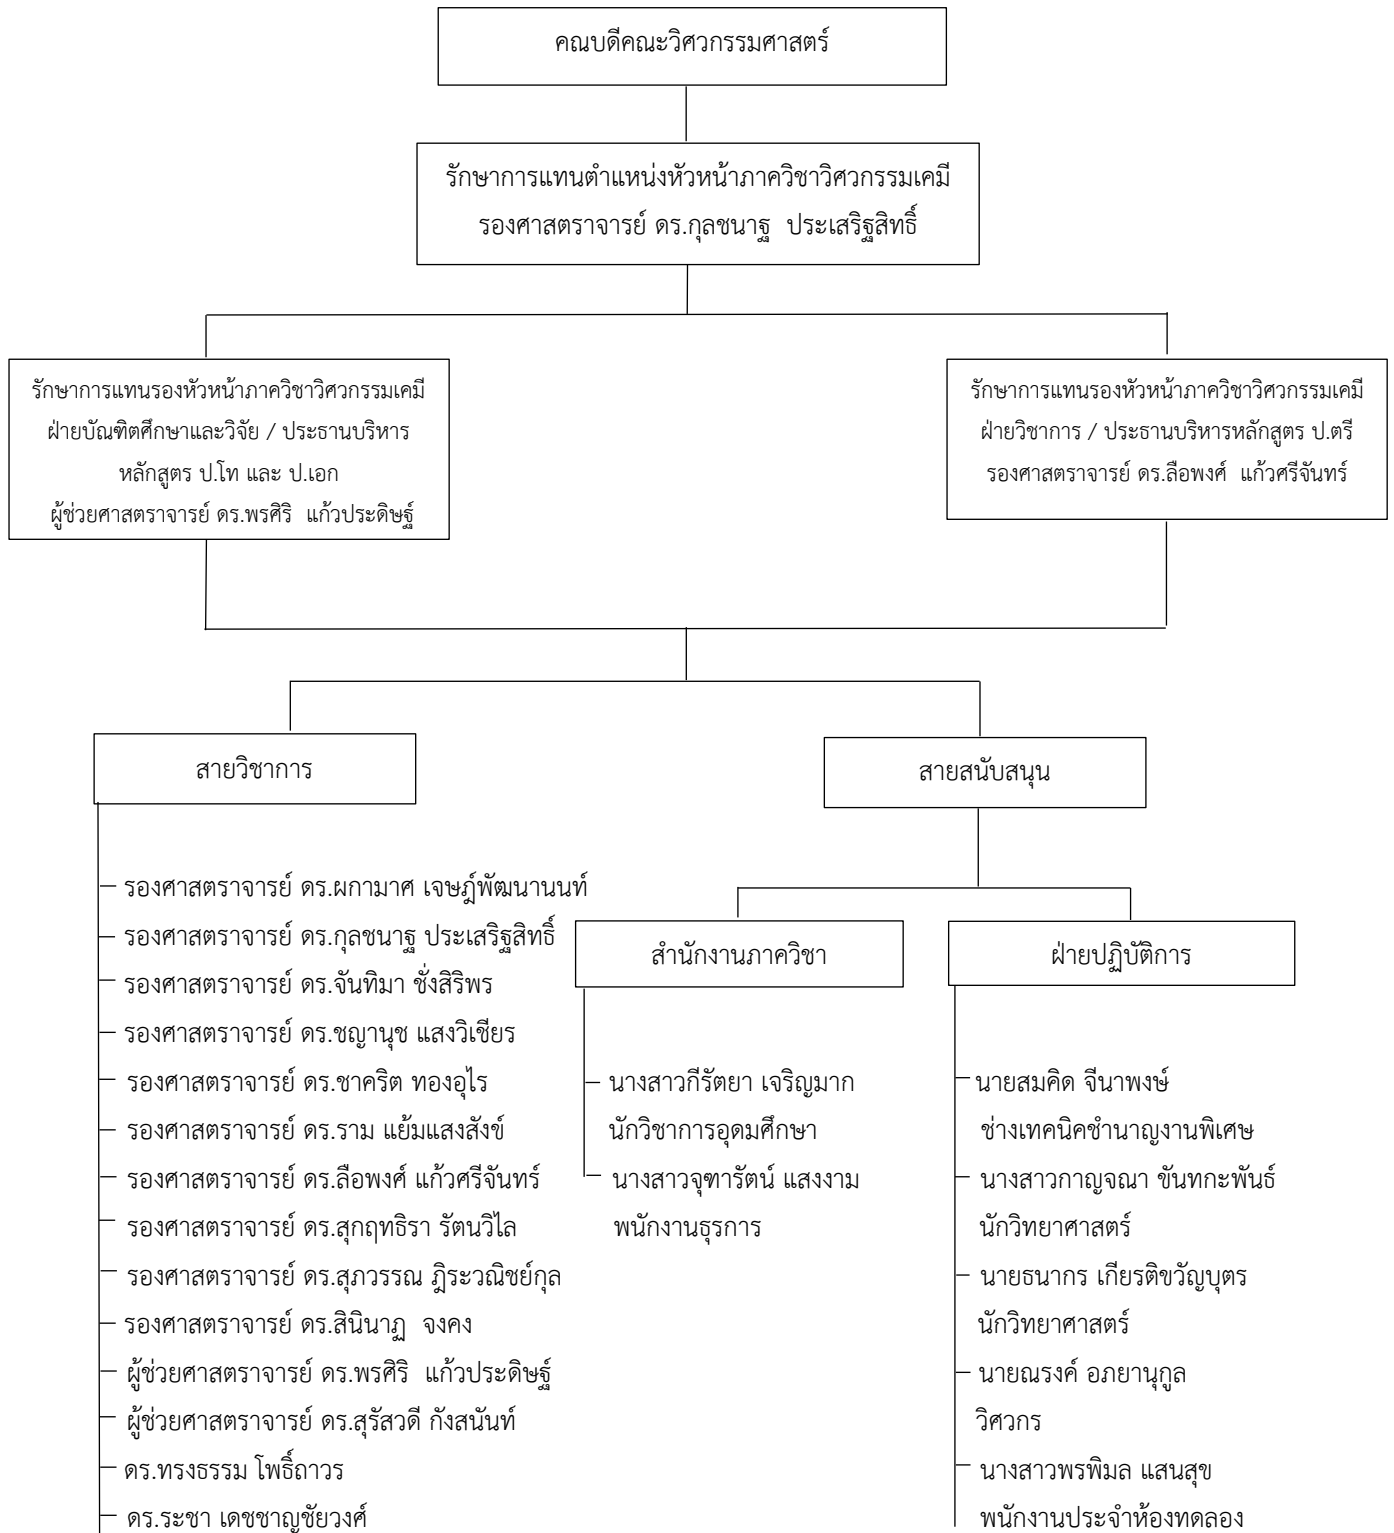 คณบดีคณะวิศวกรรมศาสตร์
รักษาการแทนตำแหน่งหัวหน้าภาควิชาวิศวกรรมเคมี
รองศาสตราจารย์ ดร.กุลชนาฐ ประเสริฐสิทธิ์
รักษาการแทนรองหัวหน้าภาควิชาวิศวกรรมเคมี
ฝ่ายบัณฑิตศึกษาและวิจัย / ประธานบริหาร
หลักสูตร ป.โท และ ป.เอก
ผู้ช่วยศาสตราจารย์ ดร.พรศิริ แก้วประดิษฐ์
รักษาการแทนรองหัวหน้าภาควิชาวิศวกรรมเคมี
ฝ่ายวิชาการ / ประธานบริหารหลักสูตร ป.ตรี
รองศาสตราจารย์ ดร.ลือพงศ์ แก้วศรีจันทร์
สายวิชาการ
รองศาสตราจารย์ ดร.ผกามาศ เจษฎ์พัฒนานนท์
รองศาสตราจารย์ ดร.กุลชนาฐ ประเสริฐสิทธิ์
รองศาสตราจารย์ ดร.จันทิมา ชั่งสิริพร
รองศาสตราจารย์ ดร.ชญานุช แสงวิเชียร
รองศาสตราจารย์ ดร.ชาคริต ทองอุไร
รองศาสตราจารย์ ดร.ราม แย้มแสงสังข์
รองศาสตราจารย์ ดร.ลือพงศ์ แก้วศรีจันทร์
รองศาสตราจารย์ ดร.สุกฤทธิรา รัตนวิไล
รองศาสตราจารย์ ดร.สุภวรรณ ฎิระวณิชย์กุล
รองศาสตราจารย์ ดร.สินินาฏ จงคง
ผู้ช่วยศาสตราจารย์ ดร.พรศิริ แก้วประดิษฐ์
ผู้ช่วยศาสตราจารย์ ดร.สุรัสวดี กังสนันท์
ดร.ทรงธรรม โพธิ์ถาวร
ดร.ระชา เดชชาญชัยวงศ์
สายสนับสนุน
สำนักงานภาควิชา
นางสาวกีรัตยา เจริญมาก
นักวิชาการอุดมศึกษา
นางสาวจุฑารัตน์ แสงงาม
พนักงานธุรการ
ฝ่ายปฏิบัติการ
นายสมคิด จีนาพงษ์
ช่างเทคนิคชำนาญงานพิเศษ
นางสาวกาญจณา ขันทกะพันธ์
นักวิทยาศาสตร์
นายธนากร เกียรติขวัญบุตร
นักวิทยาศาสตร์
นายณรงค์ อภยานุกูล
วิศวกร
นางสาวพรพิมล แสนสุข
พนักงานประจำห้องทดลอง